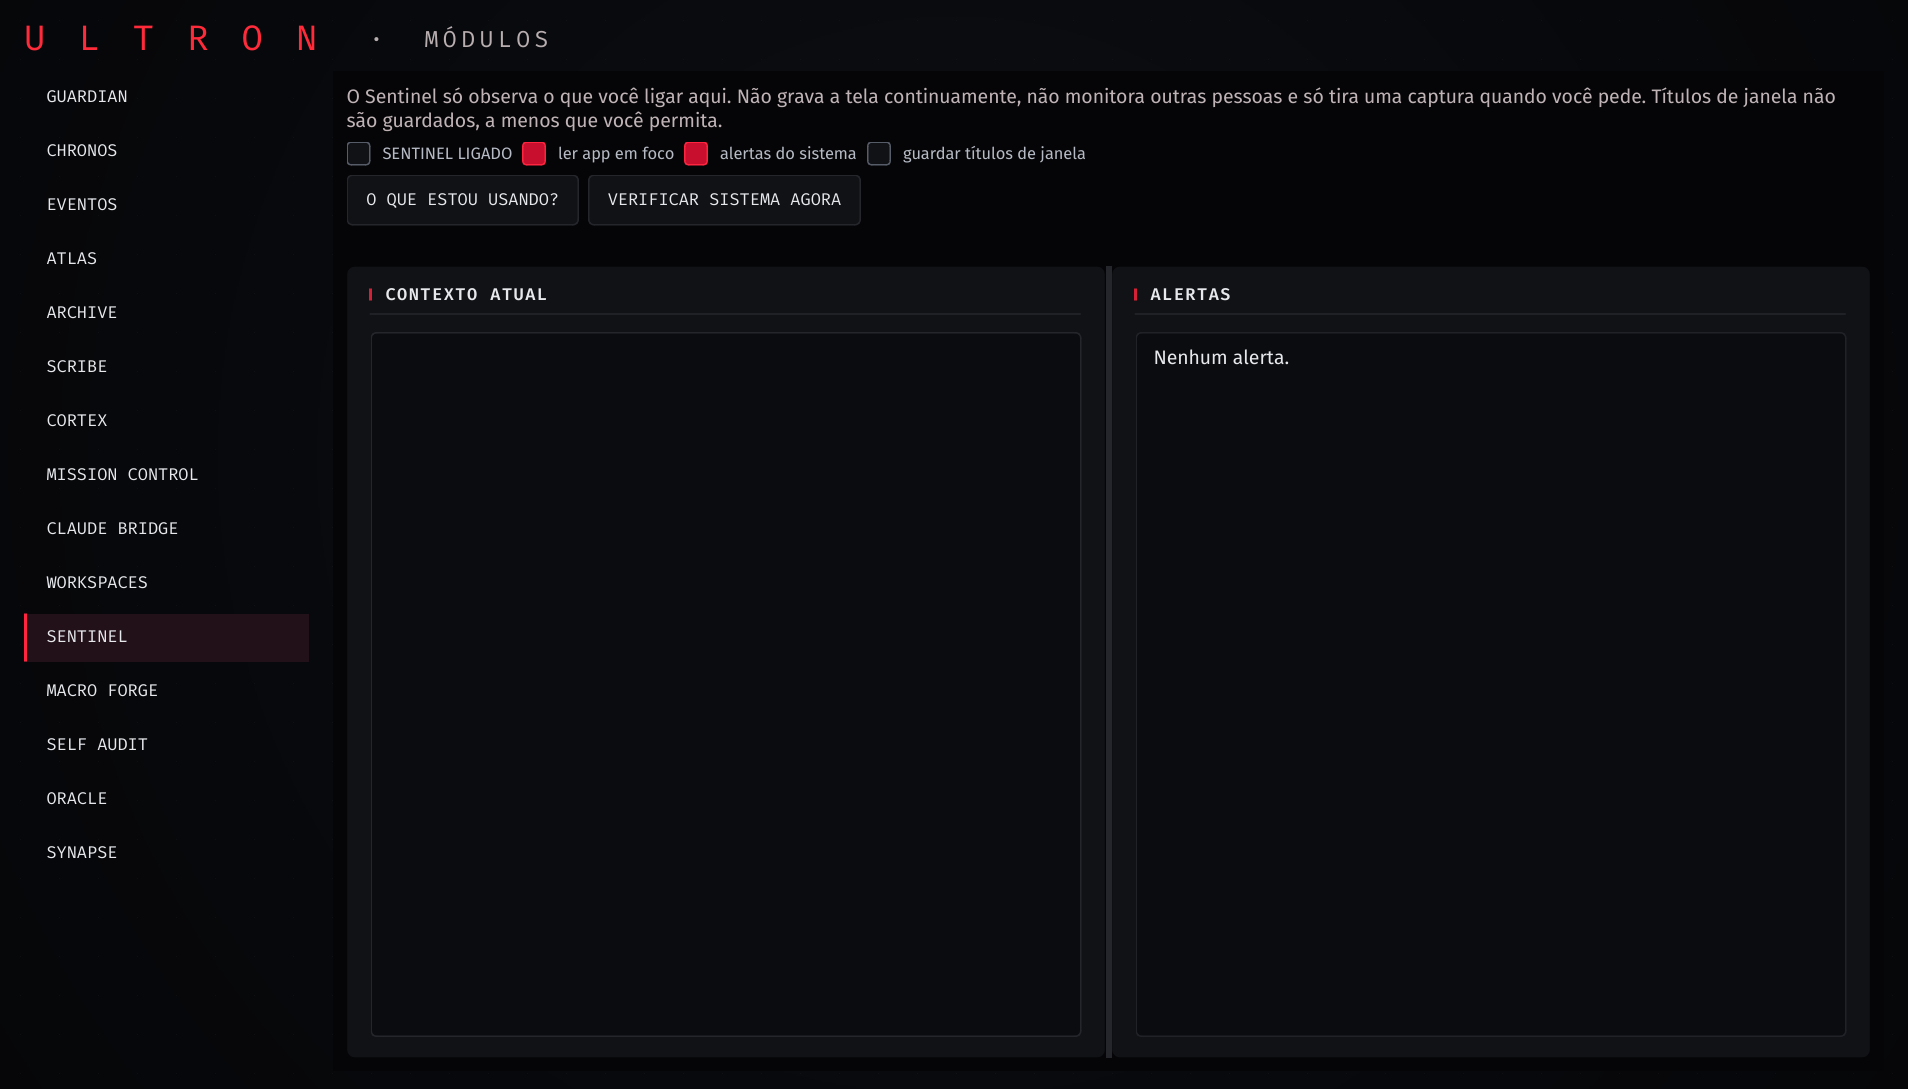 ULTRON · MÓDULOS
GUARDIAN
CHRONOS
EVENTOS
ATLAS
ARCHIVE
SCRIBE
CORTEX
MISSION CONTROL
CLAUDE BRIDGE
WORKSPACES
SENTINEL
MACRO FORGE
SELF AUDIT
ORACLE
SYNAPSE
O Sentinel só observa o que você ligar aqui. Não grava a tela continuamente, não monitora outras pessoas e só tira uma captura quando você pede. Títulos de janela não
são guardados, a menos que você permita.
SENTINEL LIGADO ler app em foco alertas do sistema guardar títulos de janela
O QUE ESTOU USANDO? VERIFICAR SISTEMA AGORA
CONTEXTO ATUAL
ALERTAS
Nenhum alerta.